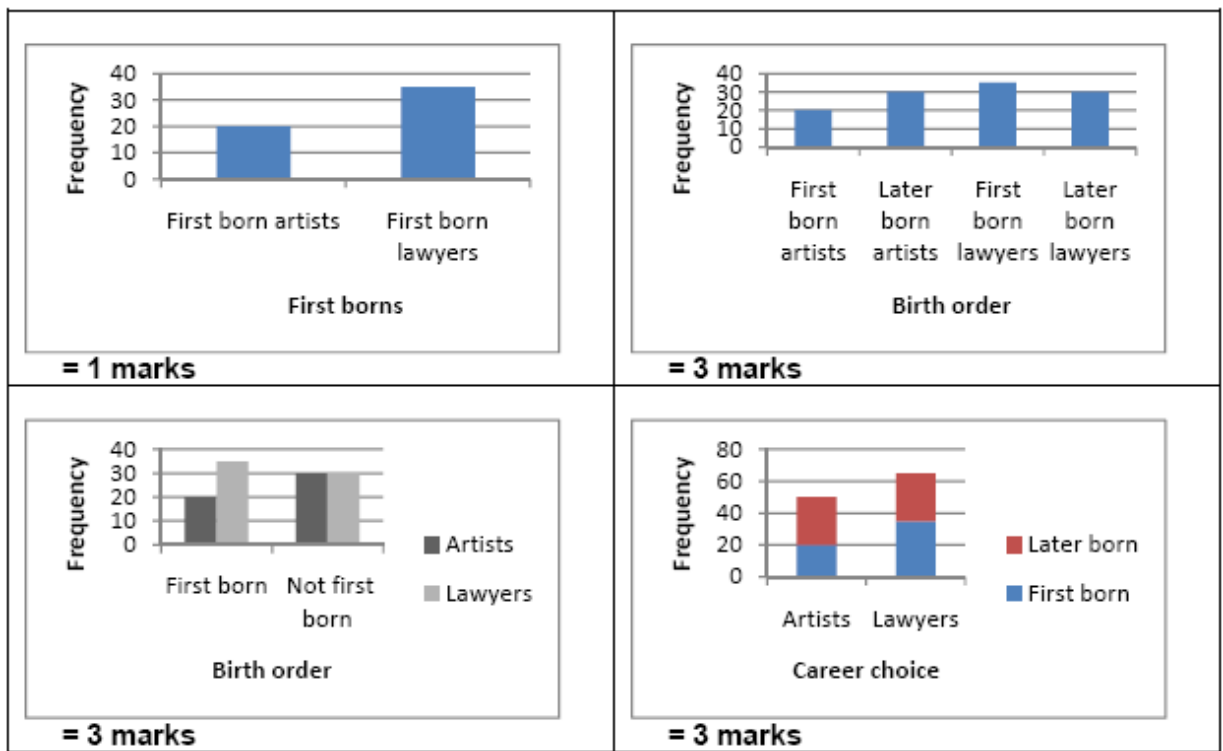 Frequency
40
30
20
10
0
First born artists
First born
lawyers
First borns
= 1 marks
Frequency
40
30
20
10
0
First
born
artists
Later
born
artists
First
born
lawyers
Later
born
lawyers
Birth order
= 3 marks
Frequency
40
30
20
10
0
First born
Not first
born
Artists
Lawyers
Birth order
= 3 marks
Frequency
80
60
40
20
0
Artists
Lawyers
Later born
First born
Career choice
= 3 marks